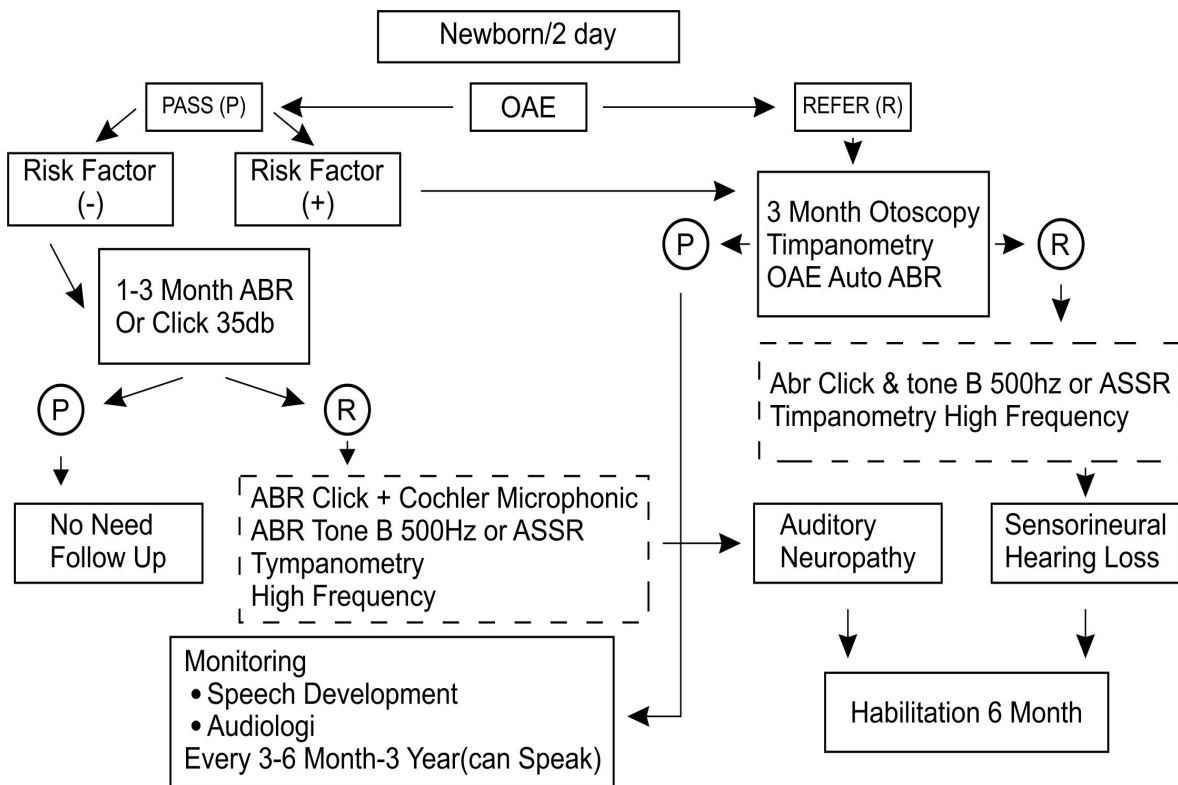 Newborn/2 day
PASS (P)
OAE
REFER (R)
Risk Factor
(-)
Risk Factor
(+)
3 Month Otoscopy
Timpanometry
OAE Auto ABR
P
R
1-3 Month ABR
Or Click 35db
P
R
Abr Click & tone B 500hz or ASSR
Timpanometry High Frequency
No Need
Follow Up
ABR Click + Cochler Microphonic
ABR Tone B 500Hz or ASSR
Tympanometry
High Frequency
Auditory
Neuropathy
Sensorineural
Hearing Loss
Monitoring
• Speech Development
• Audiologi
Every 3-6 Month-3 Year(can Speak)
Habilitation 6 Month